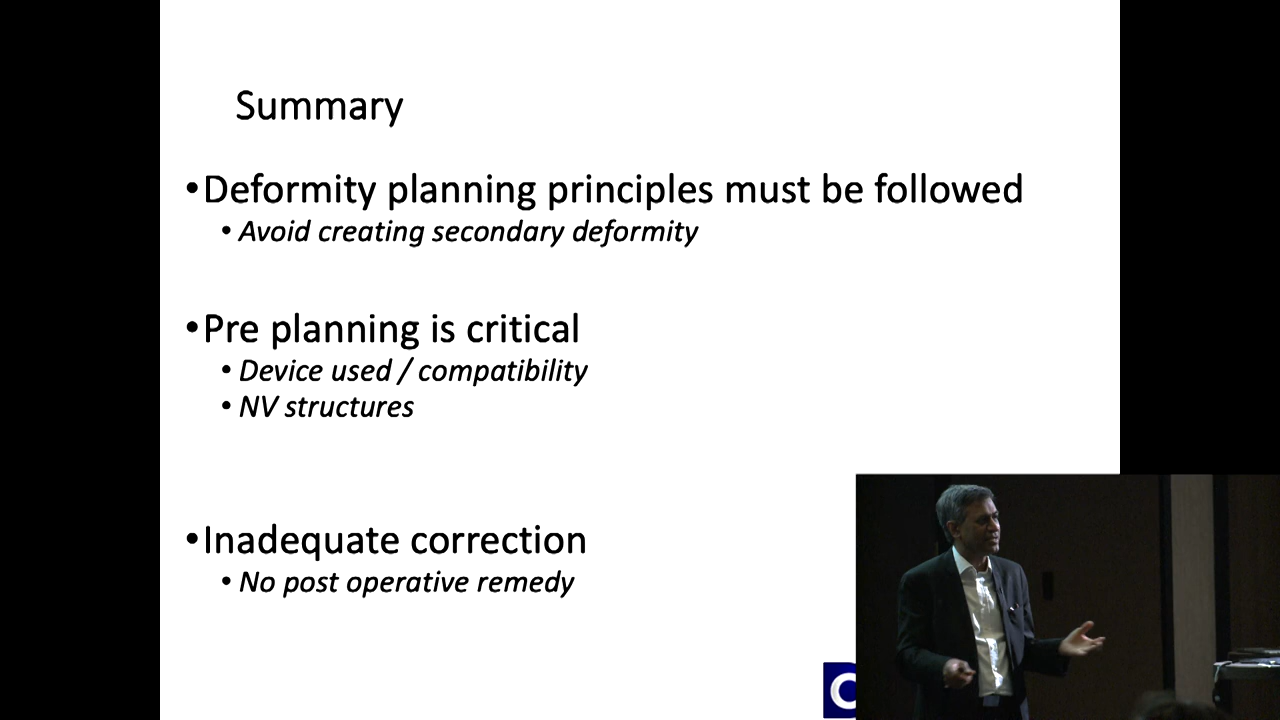 Summary
•Deformity planning principles must be followed
• Avoid creating secondary deformity
•Pre planning is critical
• Device used / compatibility
• NV structures
•Inadequate correction
• No post operative remedy